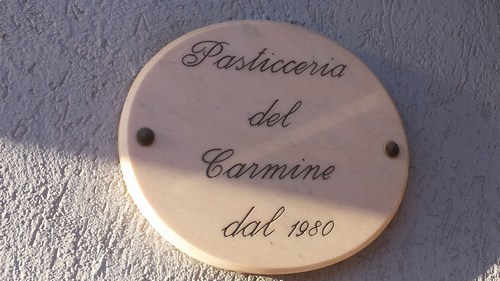 Pasticceria
del
Carmine
dal 1980